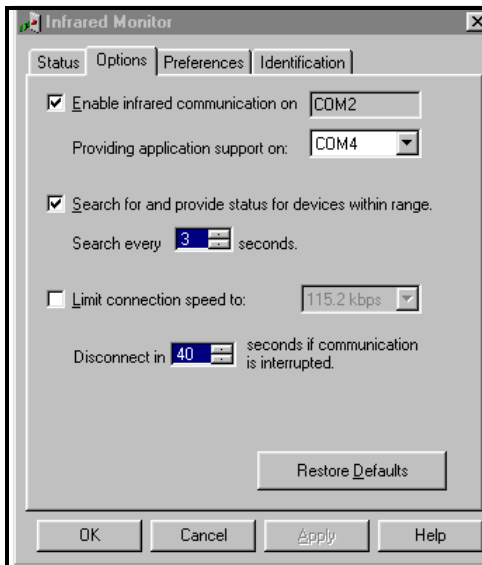 Infrared Monitor
Status Options Preferences Identification
Enable infrared communication on COM2
Providing application support on: COM4
Search for and provide status for devices within range.
Search every 3 seconds.
Limit connection speed to: 115.2 kbps
Disconnect in 40 seconds if communication
is interrupted.
Restore Defaults
OK Cancel Apply Help